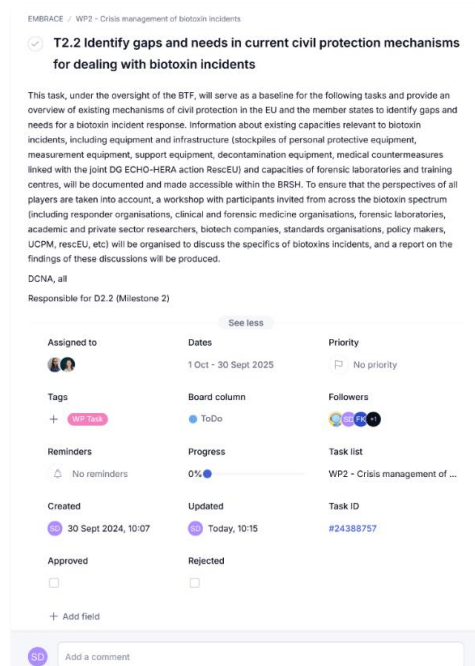 EMBRACE / WP2 - Crisis management of biotoxin incidents
T2.2 Identify gaps and needs in current civil protection mechanisms
for dealing with biotoxin incidents
This task, under the oversight of the BTF, will serve as a baseline for the following tasks and provide an
overview of existing mechanisms of civil protection in the EU and the member states to identify gaps and
needs for a biotoxin incident response. Information about existing capacities relevant to biotoxin
incidents, including equipment and infrastructure (stockpiles of personal protective equipment,
measurement equipment, support equipment, decontamination equipment, medical countermeasures
linked with the joint DG ECHO-HERA action RescEU) and capacities of forensic laboratories and training
centres, will be documented and made accessible within the BRSH. To ensure that the perspectives of all
players are taken into account, a workshop with participants invited from across the biotoxin spectrum
(including responder organisations, clinical and forensic medicine organisations, forensic laboratories,
academic and private sector researchers, biotech companies, standards organisations, policy makers,
UCPM, rescEU, etc) will be organised to discuss the specifics of biotoxins incidents, and a report on the
findings of these discussions will be produced.
DCNA, all
Responsible for D2.2 (Milestone 2)
See less
Assigned to Dates Priority
1 Oct - 30 Sept 2025 No priority
Tags Board column Followers
+ WP Task ToDo SD FK +1
Reminders Progress Task list
No reminders 0% WP2 - Crisis management of ...
Created Updated Task ID
SD 30 Sept 2024, 10:07 SD Today, 10:15 #24388757
Approved Rejected
+ Add field
SD Add a comment